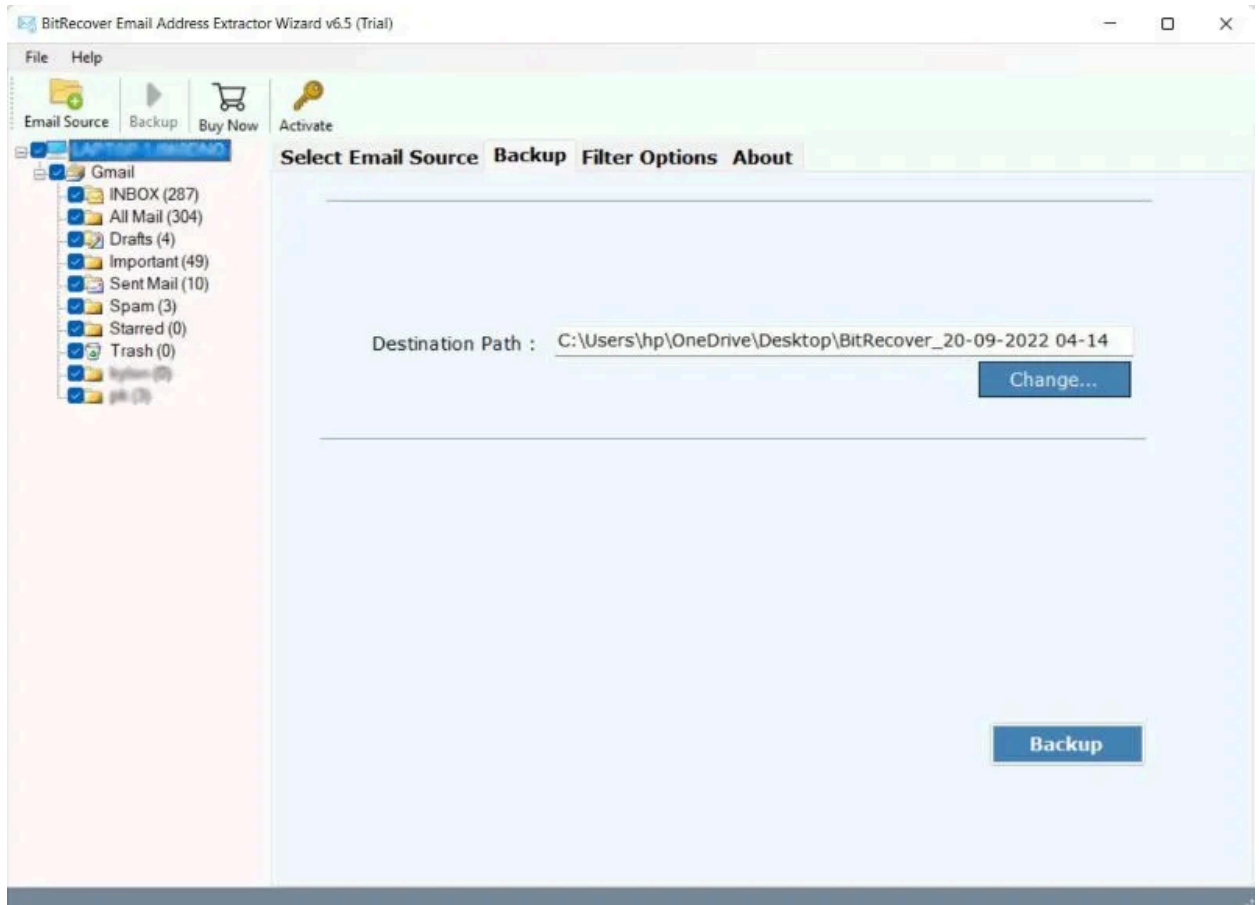 BitRecover Email Address Extractor Wizard v6.5 (Trial)
File Help
Email Source Backup Buy Now Activate
Select Email Source Backup Filter Options About
Gmail
INBOX (287)
All Mail (304)
Drafts (4)
Important (49)
Sent Mail (10)
Spam (3)
Starred (0)
Trash (0)
Destination Path : C:\Users\hp\OneDrive\Desktop\BitRecover_20-09-2022 04-14
Change...
Backup